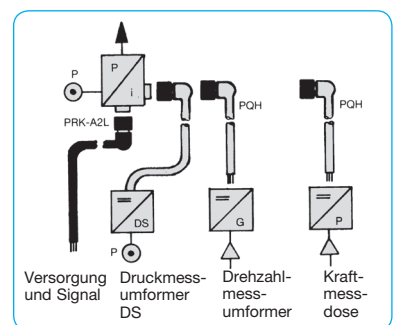 P
P
i
PRK-A2L
PQH
PQH
DS
G
P
P
Versorgung und Signal
Druckmess-
umformer
DS
Drehzahl-
mess-
umformer
Kraft-
mess-
dose